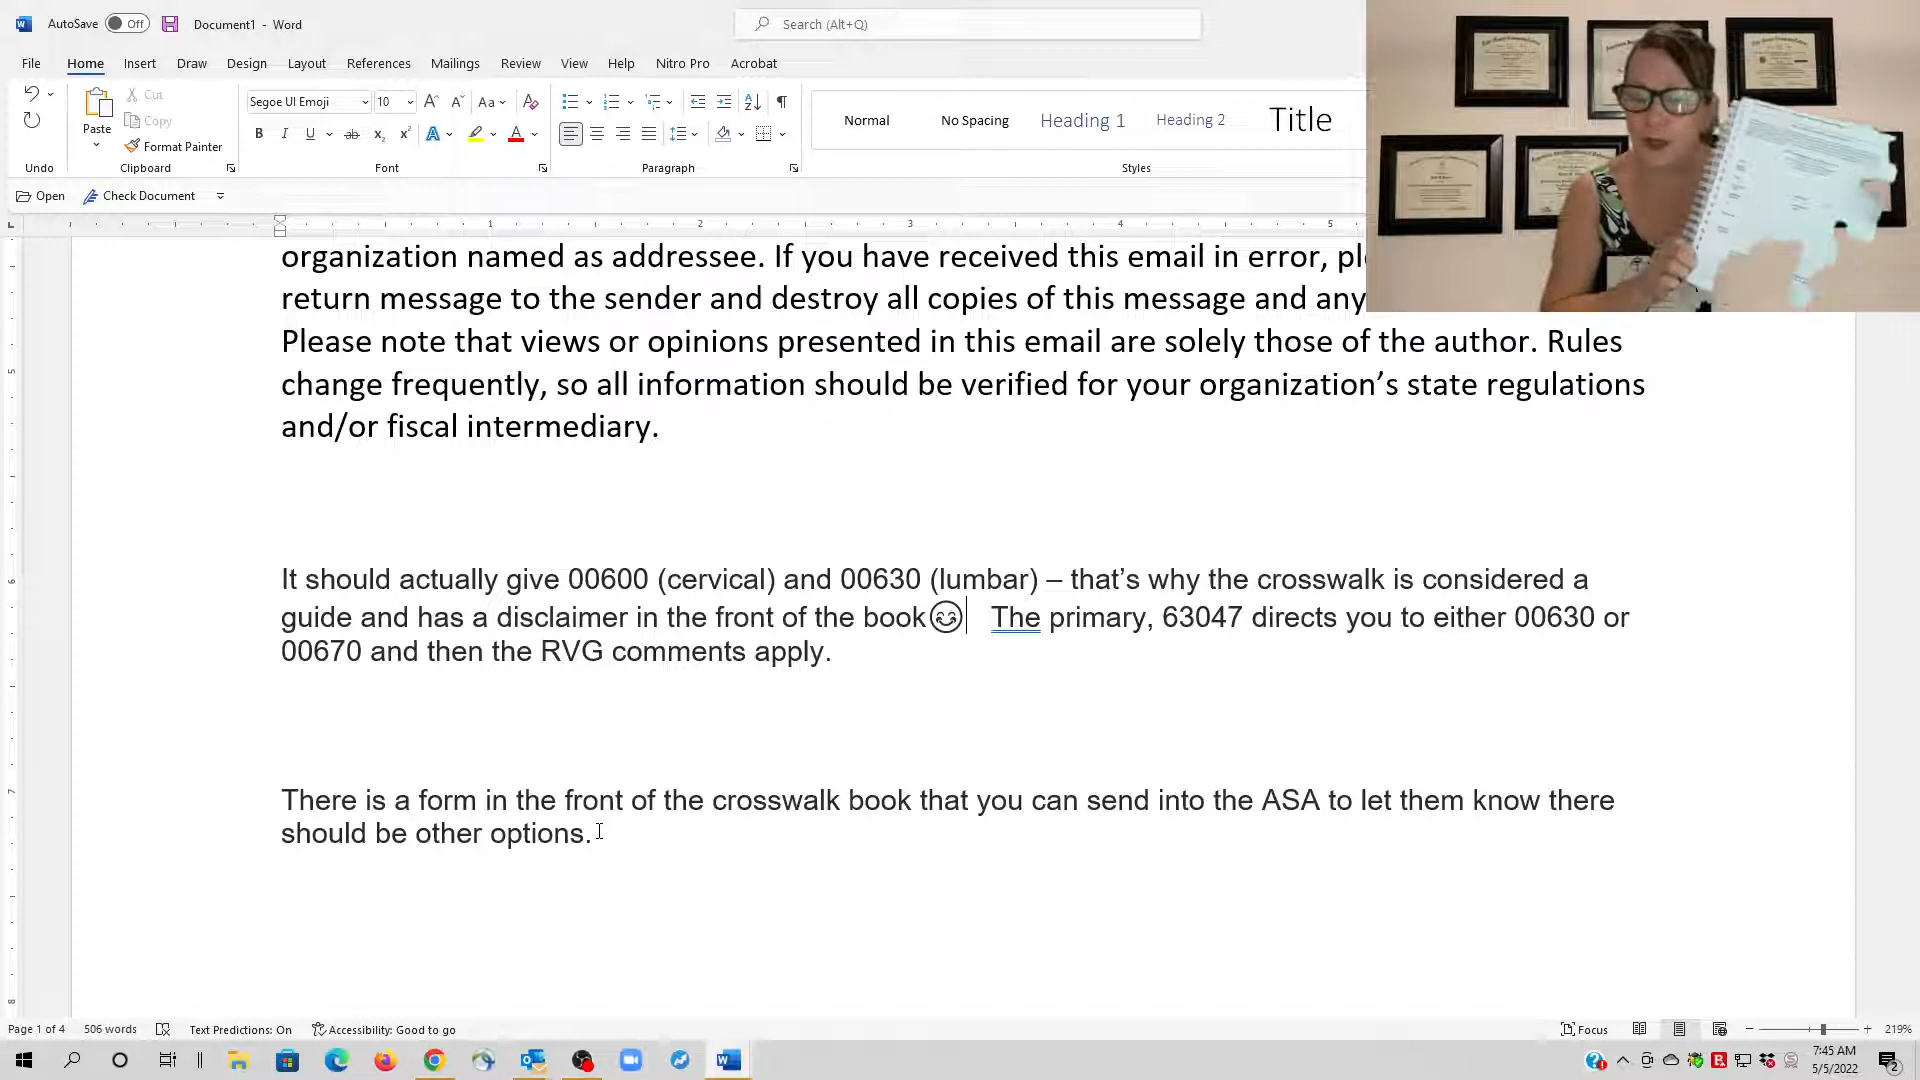 AutoSave Off Document1 - Word Search (Alt+Q)
File Home Insert Draw Design Layout References Mailings Review View Help Nitro Pro Acrobat
Undo
Paste Cut Copy Format Painter
Clipboard
Segoe UI Emoji 10
Font
Paragraph
Normal No Spacing Heading 1 Heading 2 Title
Styles
Open Check Document
1 2 3 4 5
organization named as addressee. If you have received this email in error,
return message to the sender and destroy all copies of this message and any
Please note that views or opinions presented in this email are solely those of the author. Rules
change frequently, so all information should be verified for your organization’s state regulations
and/or fiscal intermediary.
It should actually give 00600 (cervical) and 00630 (lumbar) – that’s why the crosswalk is considered a
guide and has a disclaimer in the front of the book😊 The primary, 63047 directs you to either 00630 or
00670 and then the RVG comments apply.
There is a form in the front of the crosswalk book that you can send into the ASA to let them know there
should be other options.
Page 1 of 4 506 words Text Predictions: On Accessibility: Good to go Focus 219%
7:45 AM
5/5/2022